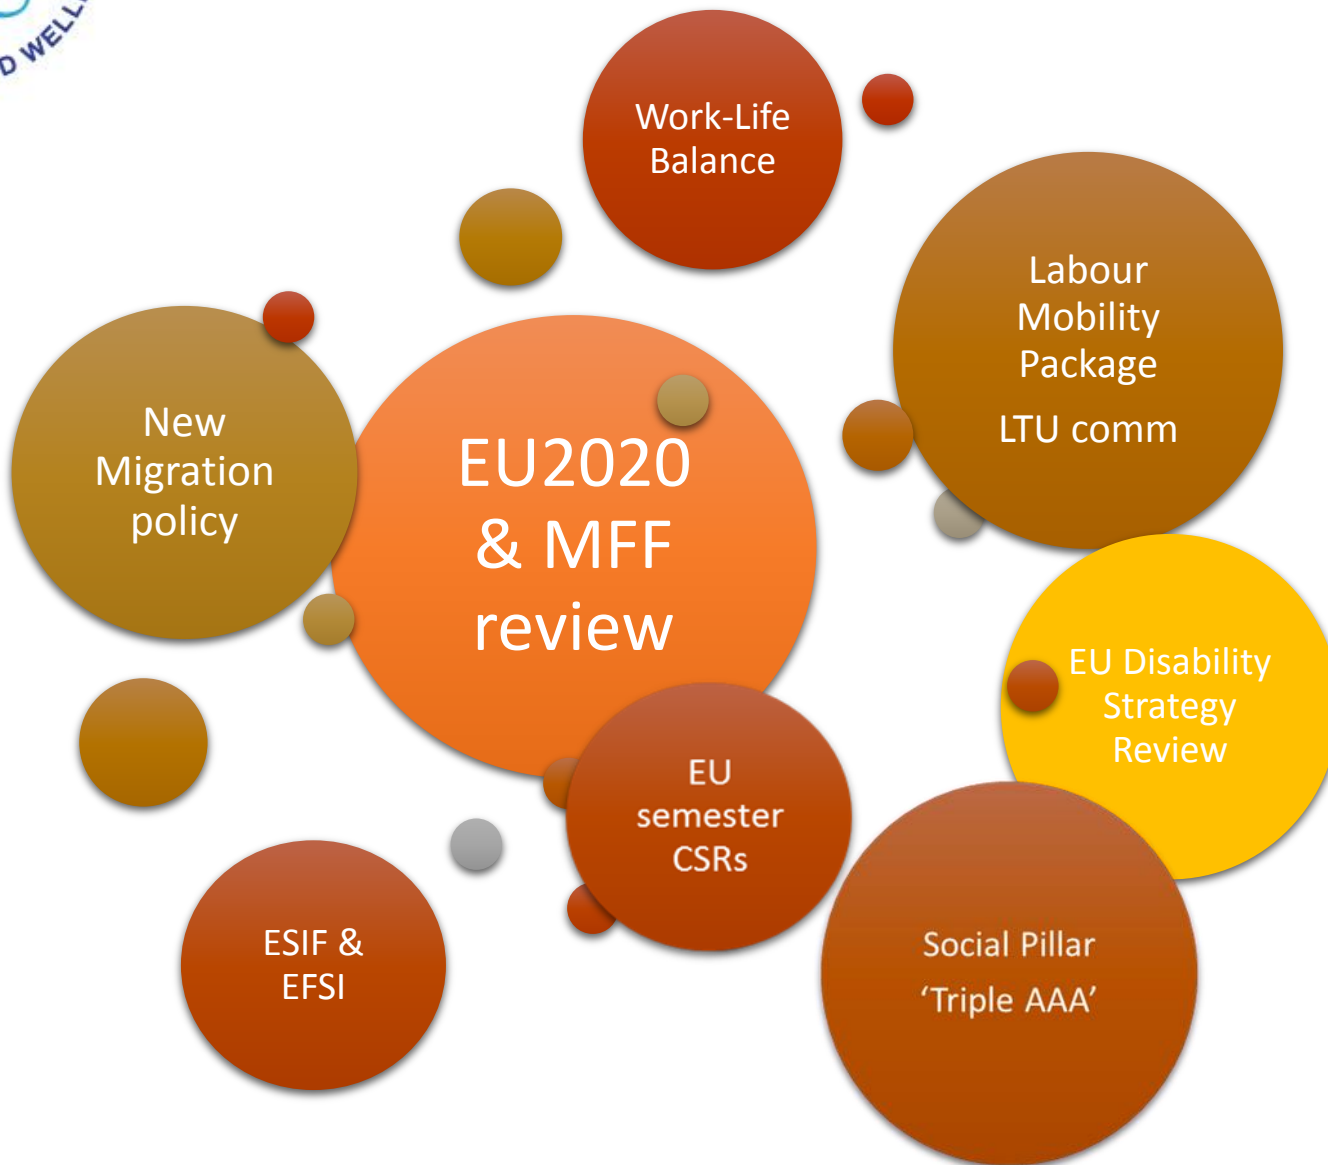 D WELL
Work-Life
Balance
Labour
Mobility
Package
LTU comm
New
Migration
policy
EU2020
& MFF
review
EU Disability
Strategy
Review
EU
semester
CSRs
ESIF &
EFSI
Social Pillar
‘Triple AAA’